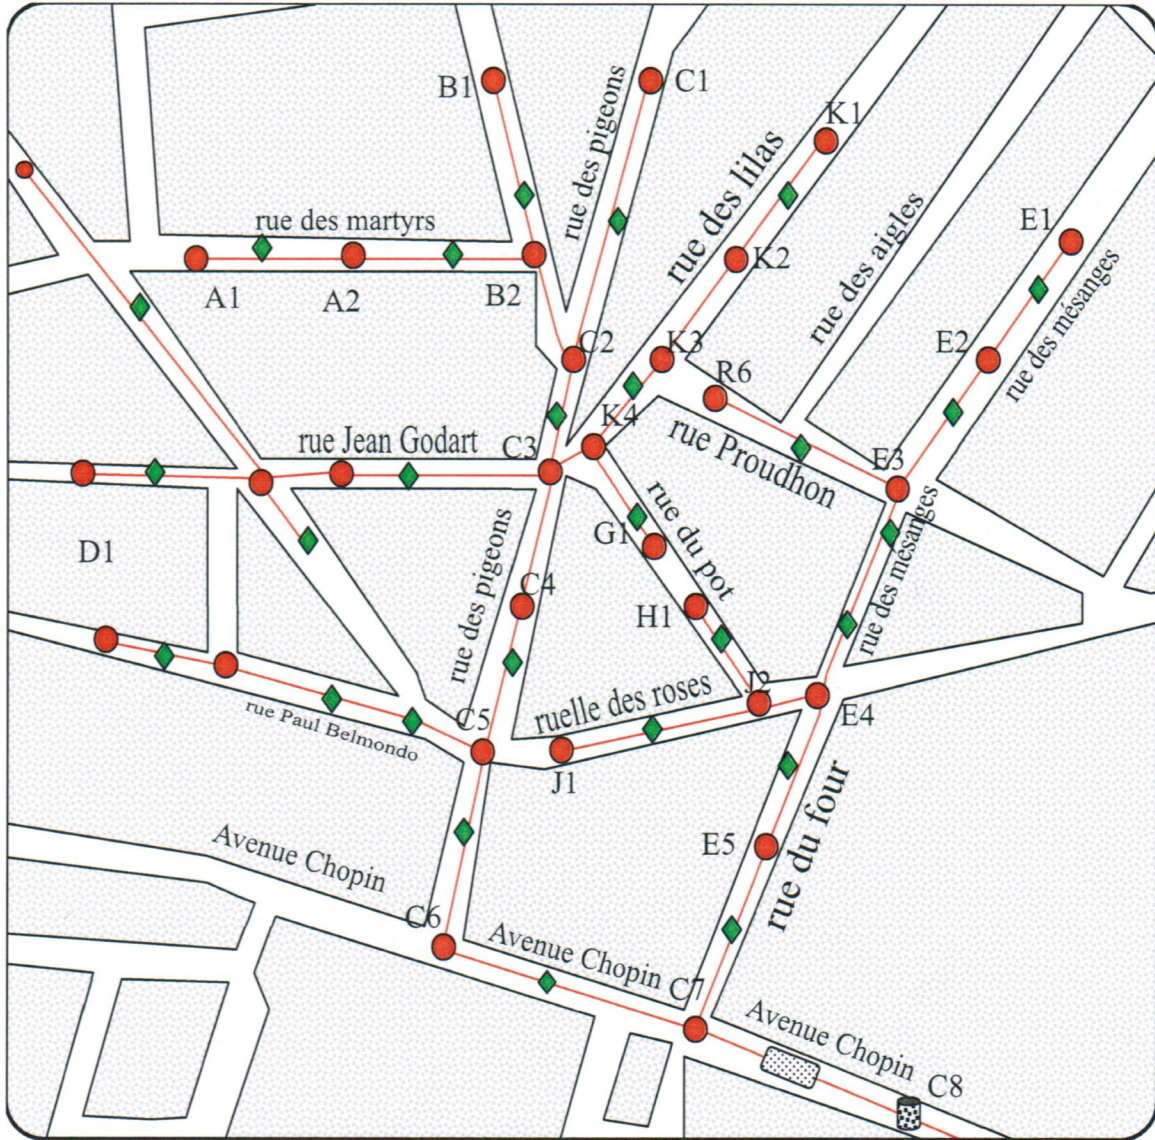 B1
C1
rue des pigeons
K1
rue des lilas
rue des martyrs
E1
rue des aigles
K2
A1
A2
B2
rue des mésanges
E2
C2
K3
R6
K4
rue Jean Godart
C3
rue Proudhon
E3
rue du pot
G1
D1
rue des pigeons
C4
H1
rue des mésanges
J2
ruelle des roses
E4
C5
rue Paul Belmondo
J1
E5
rue du four
Avenue Chopin
C6
Avenue Chopin
C7
Avenue Chopin
C8